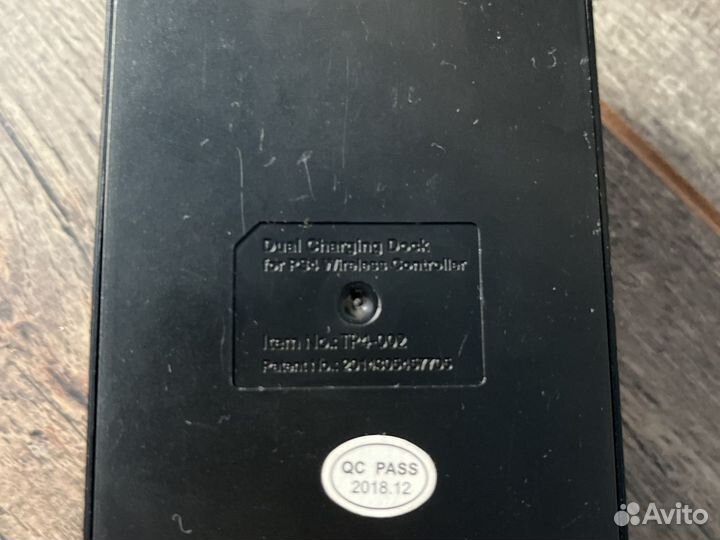 Dual Charging Dock
for PS4 Wireless Controller
Item No.: TP4-002
Patent No.:
QC PASS
2018.12
Avito